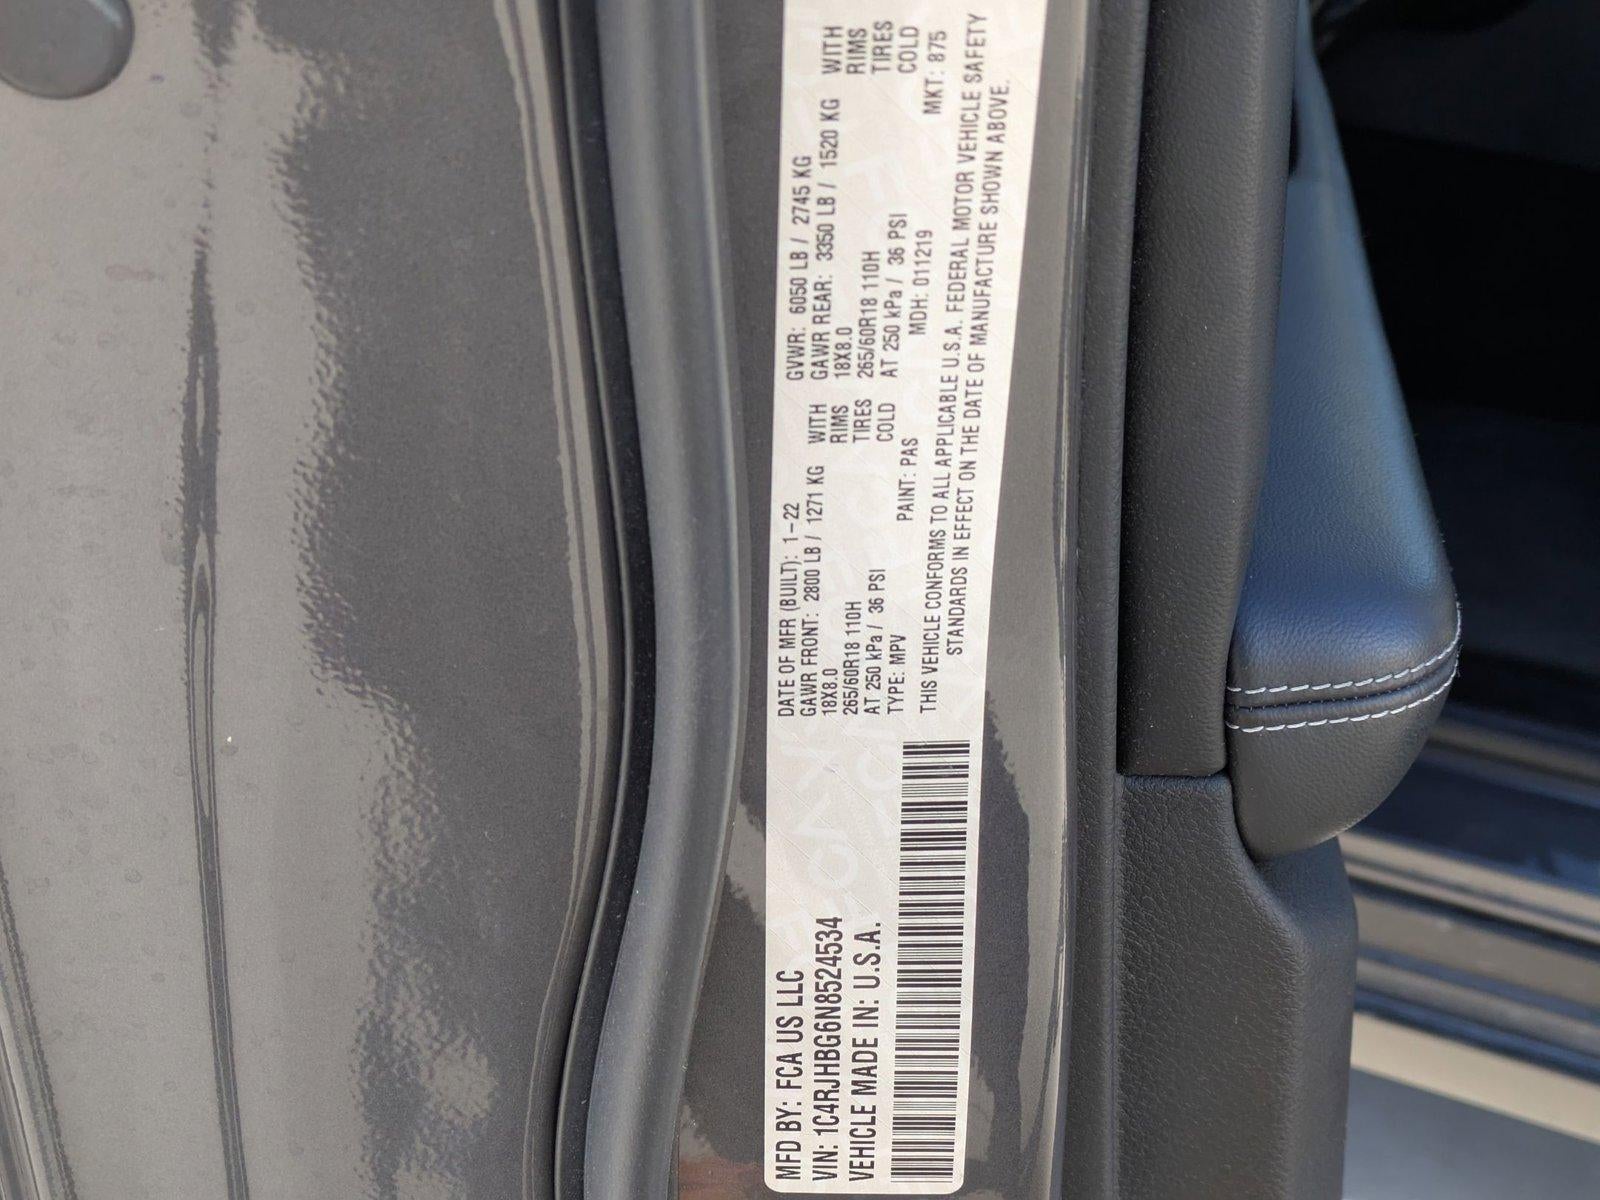 MFD BY: FCA US LLC
VIN: 1C4RJHBG6N8524534
VEHICLE MADE IN: U.S.A.
DATE OF MFR (BUILT): 1-22
GAWR FRONT: 2800 LB / 1271 KG WITH
18X8.0 RIMS
265/60R18 110H TIRES
AT 250 kPa / 36 PSI COLD
TYPE: MPV PAINT: PAS
GVWR: 6050 LB / 2745 KG
GAWR REAR: 3350 LB / 1520 KG WITH
18X8.0 RIMS
265/60R18 110H TIRES
AT 250 kPa / 36 PSI COLD
MDH: 011219 MKT: 875
THIS VEHICLE CONFORMS TO ALL APPLICABLE U.S.A. FEDERAL MOTOR VEHICLE SAFETY
STANDARDS IN EFFECT ON THE DATE OF MANUFACTURE SHOWN ABOVE.